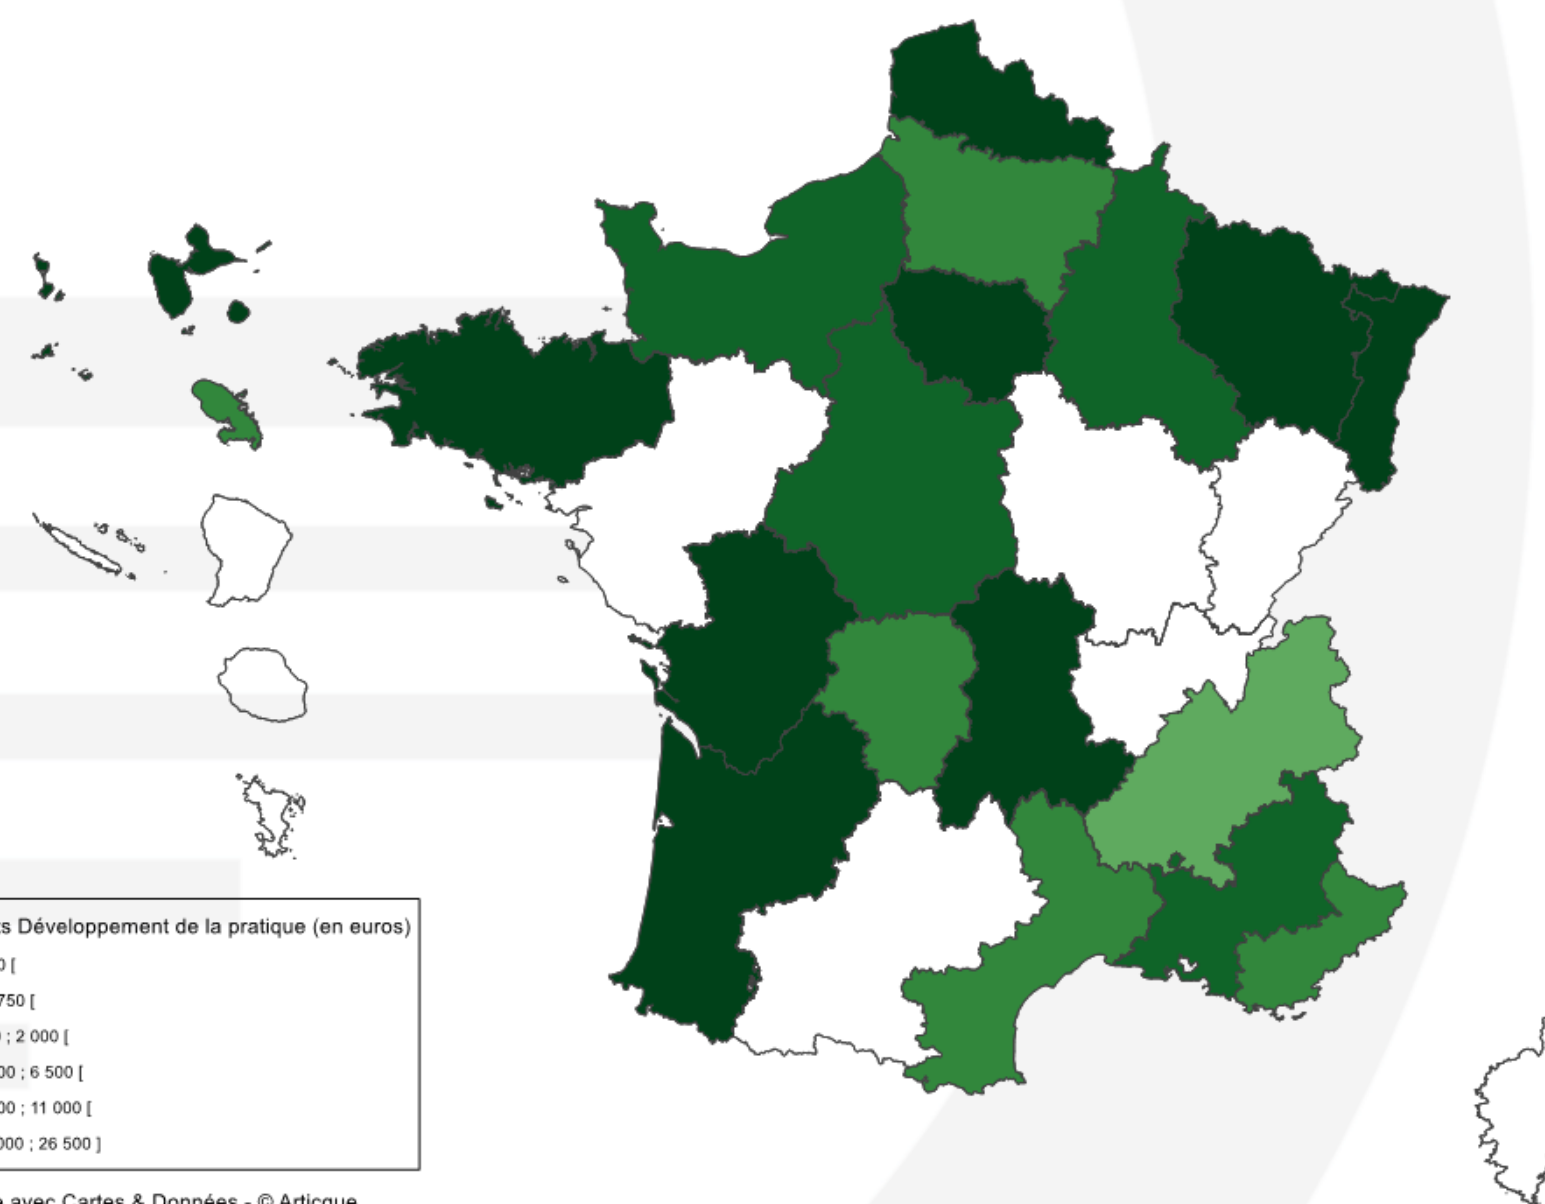 Développement de la pratique (en euros)
0 [
750 [
; 2 000 [
00 ; 6 500 [
00 ; 11 000 [
000 ; 26 500 ]
avec Cartes & Données - © Articque